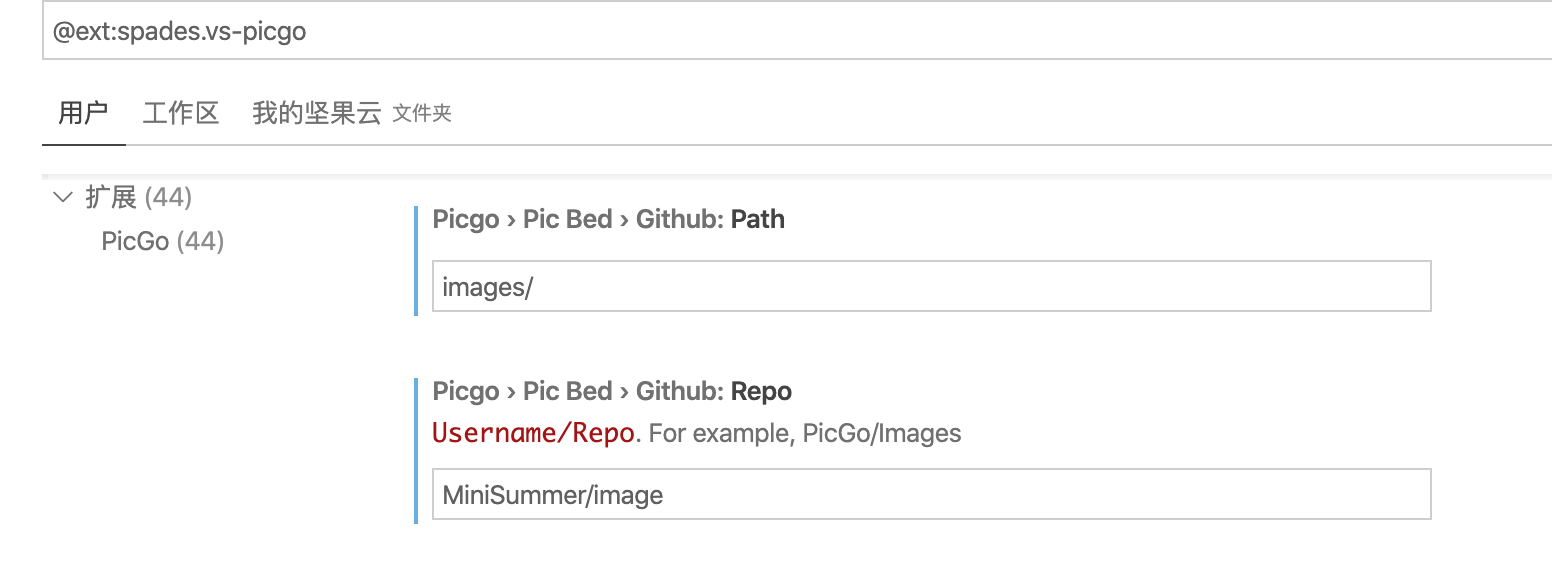 @ext:spades.vs-picgo
用户 工作区 我的坚果云 文件夹
扩展 (44)
PicGo (44)
Picgo › Pic Bed › Github: Path
images/
Picgo › Pic Bed › Github: Repo
Username/Repo. For example, PicGo/Images
MiniSummer/image